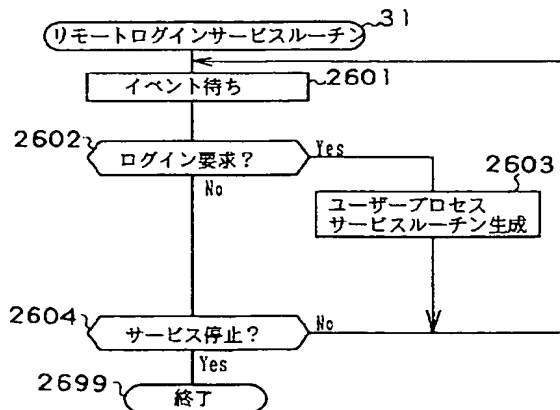 リモートログインサービスルーチン
31
イベント待ち
2601
2602
ログイン要求？
Yes
No
2603
ユーザープロセス
サービスルーチン生成
2604
サービス停止？
No
Yes
2699
終了